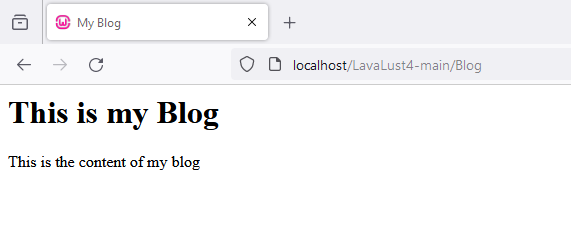 My Blog
localhost/LavaLust4-main/Blog
This is my Blog
This is the content of my blog